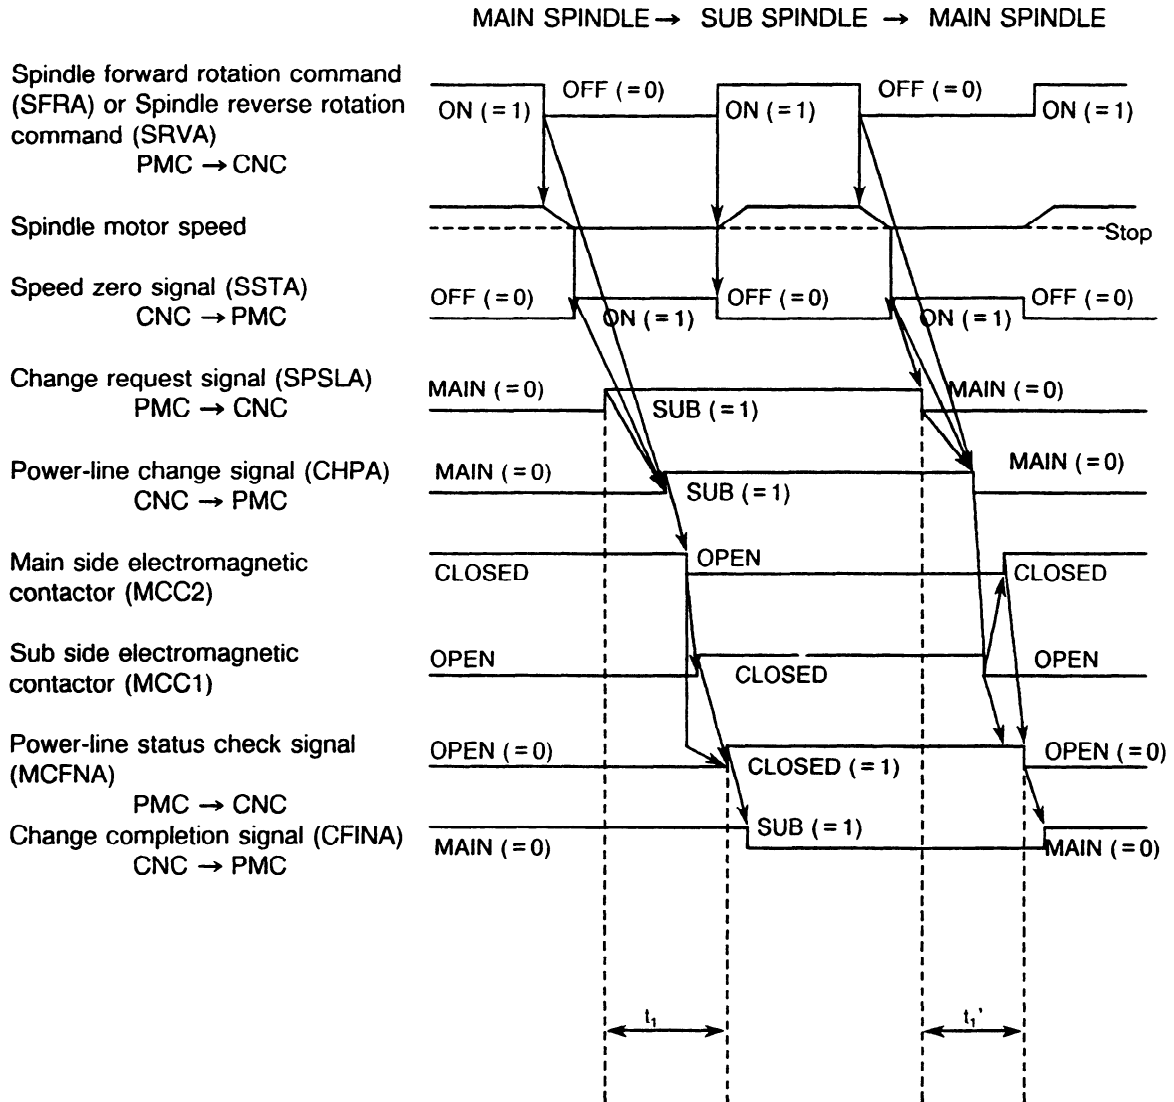 MAIN SPINDLE → SUB SPINDLE → MAIN SPINDLE
Spindle forward rotation command
(SFRA) or Spindle reverse rotation
command (SRVA)
PMC → CNC
ON (=1) OFF (=0) ON (=1) OFF (=0) ON (=1)
Spindle motor speed
Stop
Speed zero signal (SSTA)
CNC → PMC
OFF (=0) ON (=1) OFF (=0) ON (=1) OFF (=0)
Change request signal (SPSLA)
PMC → CNC
MAIN (=0) SUB (=1) MAIN (=0)
Power-line change signal (CHPA)
CNC → PMC
MAIN (=0) SUB (=1) MAIN (=0)
Main side electromagnetic
contactor (MCC2)
CLOSED OPEN CLOSED
Sub side electromagnetic
contactor (MCC1)
OPEN CLOSED OPEN
Power-line status check signal
(MCFNA)
PMC → CNC
OPEN (=0) CLOSED (=1) OPEN (=0)
Change completion signal (CFINA)
CNC → PMC
MAIN (=0) SUB (=1) MAIN (=0)
t₁ t₁'